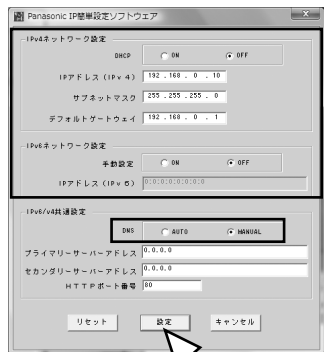 Panasonic IP簡単設定ソフトウェア
IPv4ネットワーク設定
DHCP ON OFF
IPアドレス(IPv4) 192 . 168 . 0 . 10
サブネットマスク 255 . 255 . 255 . 0
デフォルトゲートウェイ 192 . 168 . 0 . 1
IPv6ネットワーク設定
手動設定 ON OFF
IPアドレス(IPv6) 0:0:0:0:0:0:0:0
IPv6/v4共通設定
DNS AUTO MANUAL
プライマリーサーバーアドレス 0.0.0.0
セカンダリーサーバーアドレス 0.0.0.0
HTTPポート番号 80
リセット 設定 キャンセル